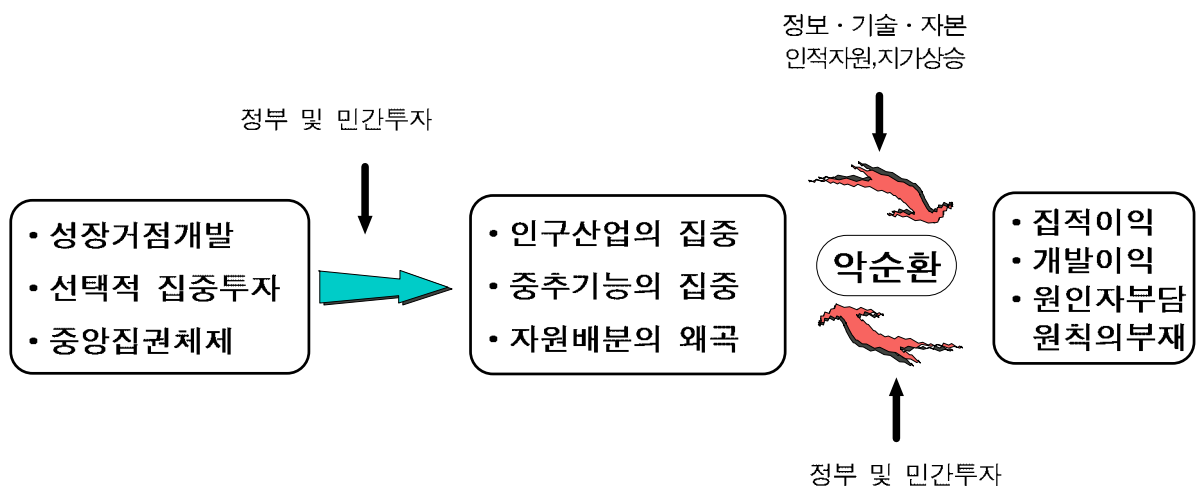 정보·기술·자본
인적자원,지가상승
정부 및 민간투자
· 성장거점개발
· 선택적 집중투자
· 중앙집권체제
· 인구산업의 집중
· 중추기능의 집중
· 자원배분의 왜곡
악순환
· 집적이익
· 개발이익
· 원인자부담
원칙의부재
정부 및 민간투자